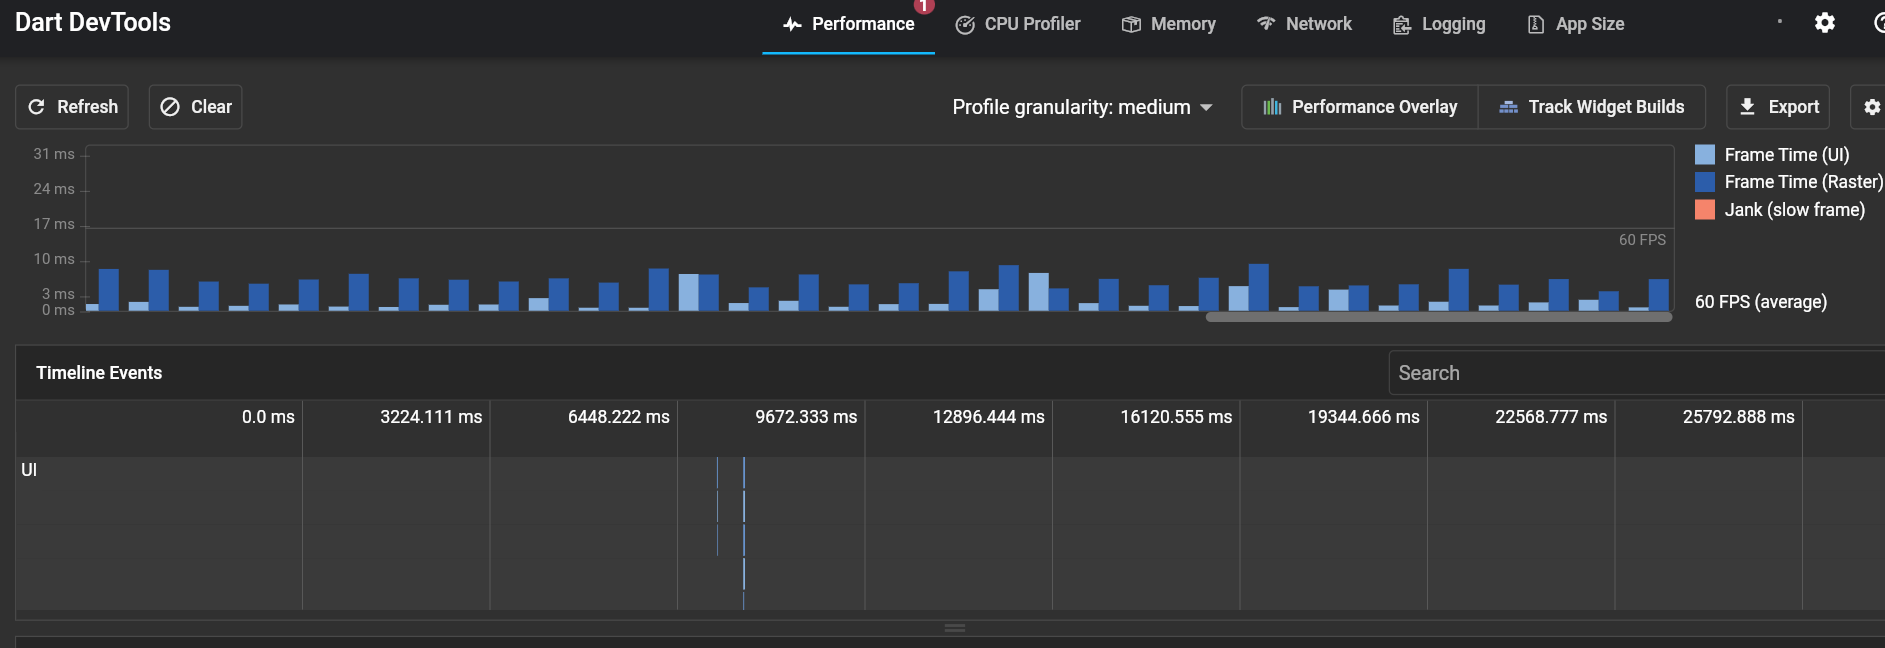 Dart DevTools
Performance
1
CPU Profiler
Memory
Network
Logging
App Size
Refresh
Clear
Profile granularity: medium
Performance Overlay
Track Widget Builds
Export
31 ms
24 ms
17 ms
10 ms
3 ms
0 ms
60 FPS
Frame Time (UI)
Frame Time (Raster)
Jank (slow frame)
60 FPS (average)
Timeline Events
Search
0.0 ms
3224.111 ms
6448.222 ms
9672.333 ms
12896.444 ms
16120.555 ms
19344.666 ms
22568.777 ms
25792.888 ms
UI